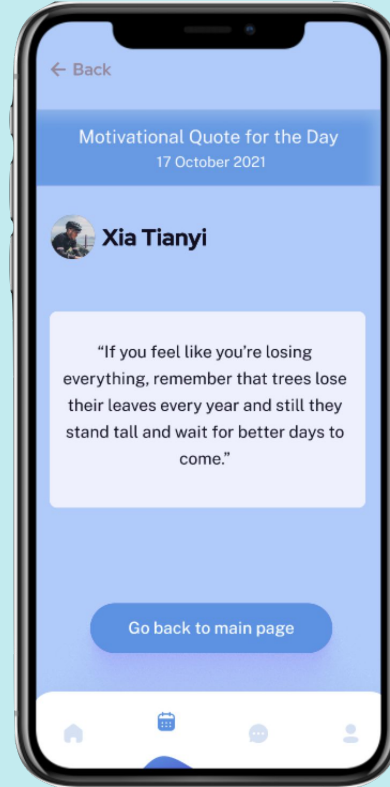 ← Back
Motivational Quote for the Day
17 October 2021
Xia Tianyi
“If you feel like you’re losing
everything, remember that trees lose
their leaves every year and still they
stand tall and wait for better days to
come.”
Go back to main page